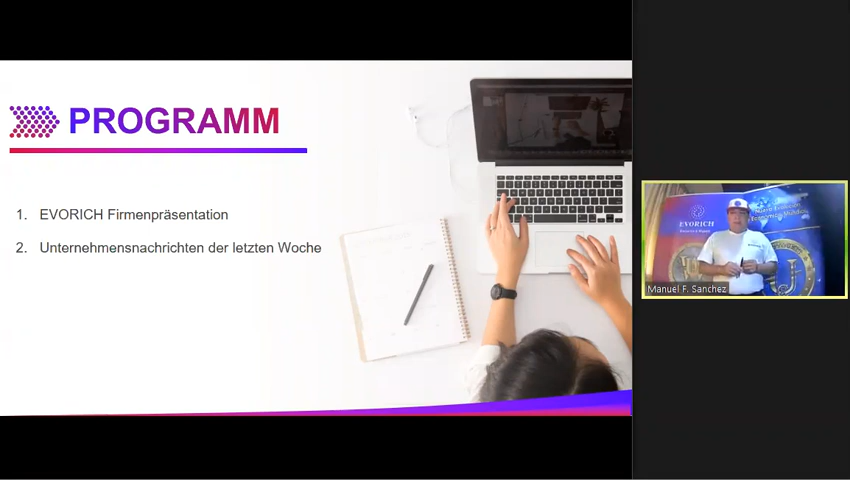 PROGRAMM
1. EVORICH Firmenpräsentation
2. Unternehmensnachrichten der letzten Woche
EVORICH
Manuel F. Sanchez